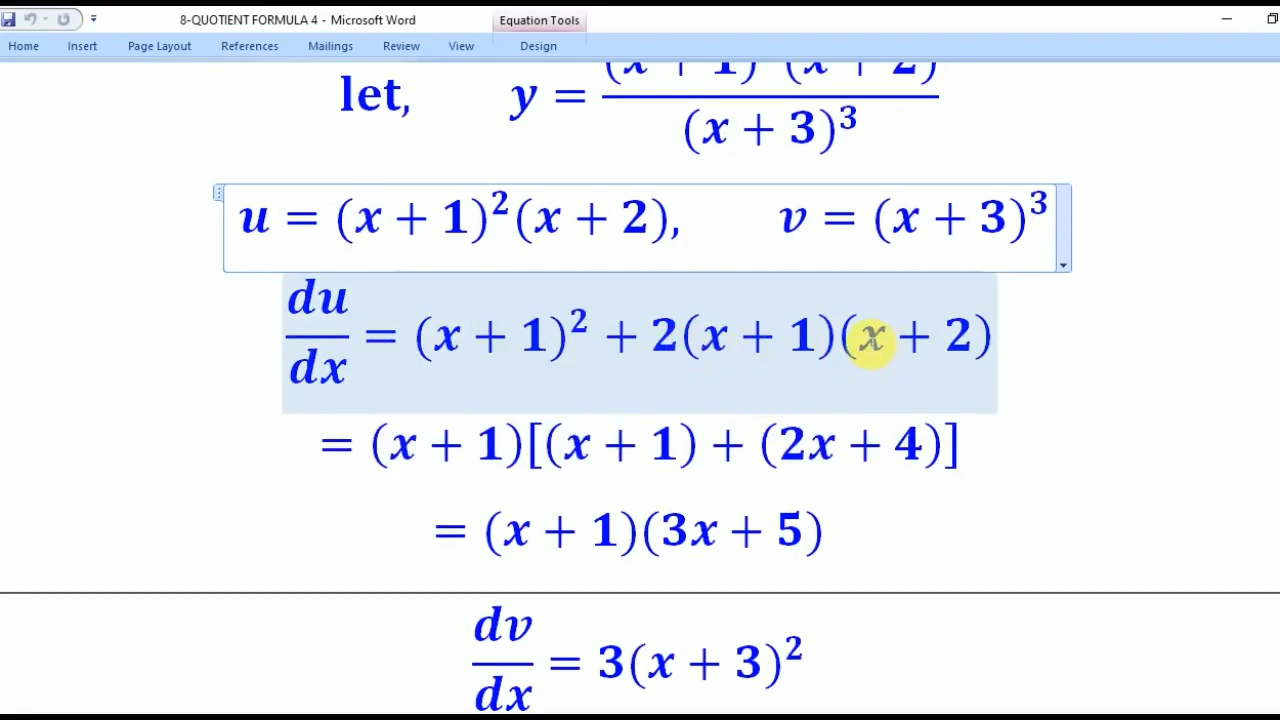 8-QUOTIENT FORMULA 4 - Microsoft Word
Equation Tools
Home Insert Page Layout References Mailings Review View Design
let, y = (x + 1) (x + 2) / (x + 3)³
u = (x + 1)²(x + 2), v = (x + 3)³
du/dx = (x + 1)² + 2(x + 1)(x + 2)
= (x + 1)[(x + 1) + (2x + 4)]
= (x + 1)(3x + 5)
dv/dx = 3(x + 3)²